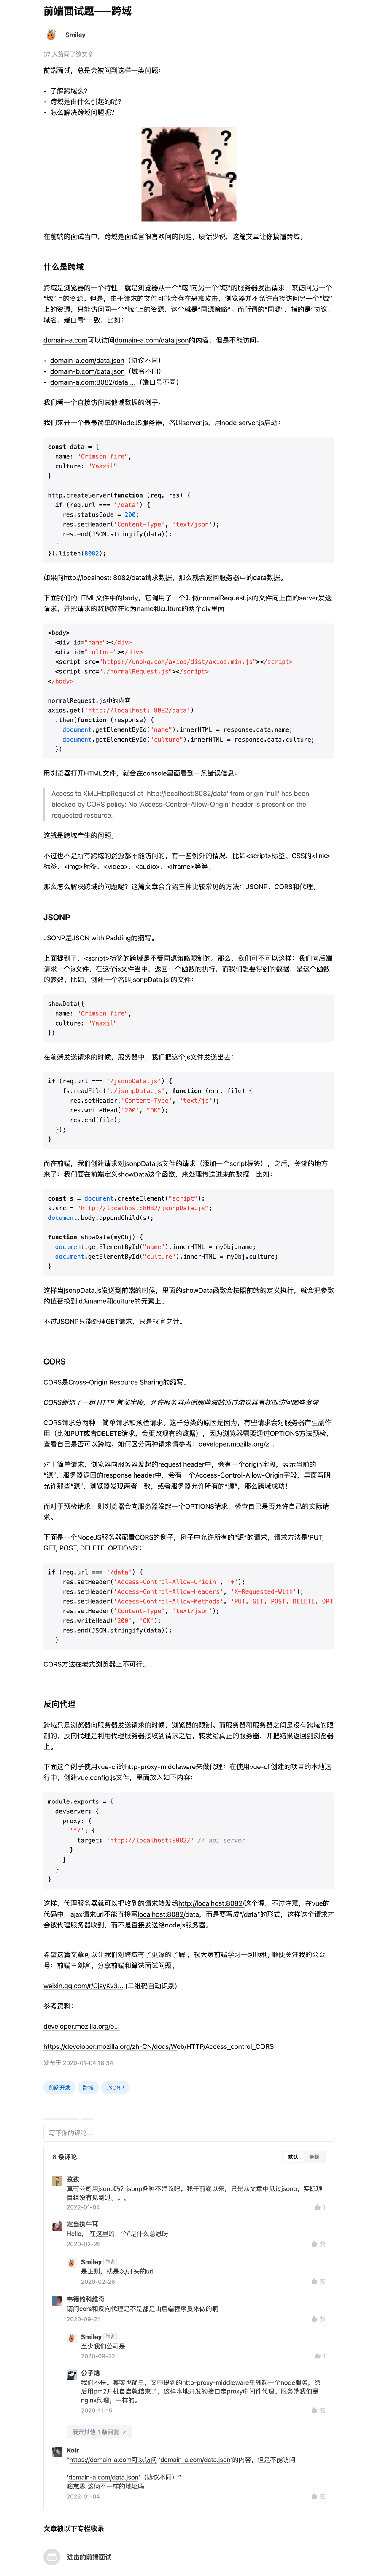 前端面试题——跨域
Smiley
37 人赞同了该文章
前端面试，总是会被问到这样一类问题：
• 了解跨域么?
• 跨域是由什么引起的呢?
• 怎么解决跨域问题呢?
? ? ? ? ? ?
在前端的面试当中，跨域是面试官很喜欢问的问题。废话少说，这篇文章让你搞懂跨域。
什么是跨域
跨域是浏览器的一个特性，就是浏览器从一个“域”向另一个“域”的服务器发出请求，来访问另一个
“域”上的资源。但是，由于请求的文件可能会存在恶意攻击，浏览器并不允许直接访问另一个“域”
上的资源，只能访问同一个“域”上的资源，这个就是“同源策略”。而所谓的“同源”，指的是“协议、
域名、端口号”一致，比如：
domain-a.com可以访问domain-a.com/data.json的内容，但是不能访问：
• domain-a.com/data.json（协议不同）
• domain-b.com/data.json（域名不同）
• domain-a.com:8082/data....（端口号不同）
我们看一个直接访问其他域数据的例子：
我们来开一个最最简单的NodeJS服务器，名叫server.js，用node server.js启动：
const data = {
  name: "Crimson fire",
  culture: "Yaaxil"
}
http.createServer(function (req, res) {
  if (req.url === '/data') {
    res.statusCode = 200;
    res.setHeader('Content-Type', 'text/json');
    res.end(JSON.stringify(data));
  }
}).listen(8082);
如果向http://localhost: 8082/data请求数据，那么就会返回服务器中的data数据。
下面我们的HTML文件中的body，它调用了一个叫做normalRequest.js的文件向上面的server发送
请求，并把请求的数据放在id为name和culture的两个div里面：
<body>
  <div id="name"></div>
  <div id="culture"></div>
  <script src="https://unpkg.com/axios/dist/axios.min.js"></script>
  <script src="./normalRequest.js"></script>
</body>
normalRequest.js中的内容
axios.get('http://localhost: 8082/data')
  .then(function (response) {
    document.getElementById("name").innerHTML = response.data.name;
    document.getElementById("culture").innerHTML = response.data.culture;
  })
用浏览器打开HTML文件，就会在console里面看到一条错误信息：
Access to XMLHttpRequest at 'http://localhost:8082/data' from origin 'null' has been
blocked by CORS policy: No 'Access-Control-Allow-Origin' header is present on the
requested resource.
这就是跨域产生的问题。
不过也不是所有跨域的资源都不能访问的，有一些例外的情况，比如<script>标签、CSS的<link>
标签、<img>标签、<video>、<audio>、<iframe>等等。
那么怎么解决跨域的问题呢？这篇文章会介绍三种比较常见的方法：JSONP、CORS和代理。
JSONP
JSONP是JSON with Padding的缩写。
上面提到了，<script>标签的跨域是不受同源策略限制的。那么，我们可不可以这样：我们向后端
请求一个js文件，在这个js文件当中，返回一个函数的执行，而我们想要得到的数据，是这个函数
的参数。比如，创建一个名叫jsonpData.js'的文件：
showData({
  name: "Crimson fire",
  culture: "Yaaxil"
})
在前端发送请求的时候，服务器中，我们把这个js文件发送出去：
if (req.url === '/jsonpData.js') {
    fs.readFile('./jsonpData.js', function (err, file) {
      res.setHeader('Content-Type', 'text/js');
      res.writeHead('200', "OK");
      res.end(file);
  });
}
而在前端，我们创建请求对jsonpData.js文件的请求（添加一个script标签），之后，关键的地方
来了：我们要在前端定义showData这个函数，来处理传送进来的数据！比如：
const s = document.createElement("script");
s.src = "http://localhost:8082/jsonpData.js";
document.body.appendChild(s);
function showData(myObj) {
  document.getElementById("name").innerHTML = myObj.name;
  document.getElementById("culture").innerHTML = myObj.culture;
}
这样当jsonpData.js发送到前端的时候，里面的showData函数会按照前端的定义执行，就会把参数
的值替换到id为name和culture的元素上。
不过JSONP只能处理GET请求，只是权宜之计。
CORS
CORS是Cross-Origin Resource Sharing的缩写。
CORS新增了一组 HTTP 首部字段，允许服务器声明哪些源站通过浏览器有权限访问哪些资源
CORS请求分两种：简单请求和预检请求。这样分类的原因是因为，有些请求会对服务器产生副作
用（比如PUT或者DELETE请求，会更改现有的数据），因为浏览器需要通过OPTIONS方法预检，
查看自己是否可以跨域。如何区分两种请求请参考：developer.mozilla.org/z...
对于简单请求，浏览器向服务器发起的request header中，会有一个origin字段，表示当前的
“源”，服务器返回的response header中，会有一个Access-Control-Allow-Origin字段，里面写明
允许那些“源”，浏览器发现两者一致，或者服务器允许所有的“源”，那么跨域成功！
而对于预检请求，则浏览器会向服务器发起一个OPTIONS请求，检查自己是否允许自己的实际请
求。
下面是一个NodeJS服务器配置CORS的例子，例子中允许所有的“源”的请求，请求方法是'PUT,
GET, POST, DELETE, OPTIONS'：
if (req.url === '/data') {
    res.setHeader('Access-Control-Allow-Origin', '*');
    res.setHeader('Access-Control-Allow-Headers', 'X-Requested-With');
    res.setHeader('Access-Control-Allow-Methods', 'PUT, GET, POST, DELETE, OPT
    res.setHeader('Content-Type', 'text/json');
    res.writeHead('200', 'OK');
    res.end(JSON.stringify(data));
  }
CORS方法在老式浏览器上不可行。
反向代理
跨域只是浏览器向服务器发送请求的时候，浏览器的限制。而服务器和服务器之间是没有跨域的限
制的。反向代理是利用代理服务器接收到请求之后，转发给真正的服务器，并把结果返回到浏览器
上。
下面这个例子使用vue-cli的http-proxy-middleware来做代理：在使用vue-cli创建的项目的本地运
行中，创建vue.config.js文件，里面放入如下内容：
module.exports = {
  devServer: {
    proxy: {
      '^/': {
        target: 'http://localhost:8082/' // api server
      }
    }
  }
}
这样，代理服务器就可以把收到的请求转发给http://localhost:8082/这个源。不过注意，在vue的
代码中，ajax请求url不能直接写localhost:8082/data，而是要写成“/data”的形式，这样这个请求才
会被代理服务器收到，而不是直接发送给nodejs服务器。
希望这篇文章可以让我们对跨域有了更深的了解 。祝大家前端学习一切顺利, 顺便关注我的公众
号：前端三剑客。分享前端和算法面试问题。
weixin.qq.com/r/CjsyKv3... (二维码自动识别)
参考资料：
developer.mozilla.org/e...
https://developer.mozilla.org/zh-CN/docs/Web/HTTP/Access_control_CORS
发布于 2020-01-04 18:34
前端开发 跨域 JSONP
写下你的评论...
8 条评论 默认 最新
孜孜
真有公司用jsonp吗？jsonp各种不建议吧。我干前端以来，只是从文章中见过jsonp，实际项
目组没有见到过。。。
2022-01-04 1
定当执牛耳
Hello， 在这里的，'^/'是什么意思呀
2020-02-26 赞
Smiley 作者
是正则，就是以/开头的url
2020-02-26 赞
韦德约科维奇
请问cors和反向代理是不是都是由后端程序员来做的啊
2020-09-21 赞
Smiley 作者
至少我们公司是
2020-09-22 1
公子熠
我们不是。其实也简单，文中提到的http-proxy-middleware单独起一个node服务，然
后用pm2开机自启就结束了，这样本地开发的接口走proxy中间件代理。服务端我们是
nginx代理，一样的。
2020-11-15 赞
展开其他 1 条回复
Koir
“https://domain-a.com可以访问 ‘domain-a.com/data.json’的内容，但是不能访问：
‘domain-a.com/data.json’（协议不同）”
啥意思 这俩不一样的地址吗
2022-01-04 赞
文章被以下专栏收录
进击的前端面试